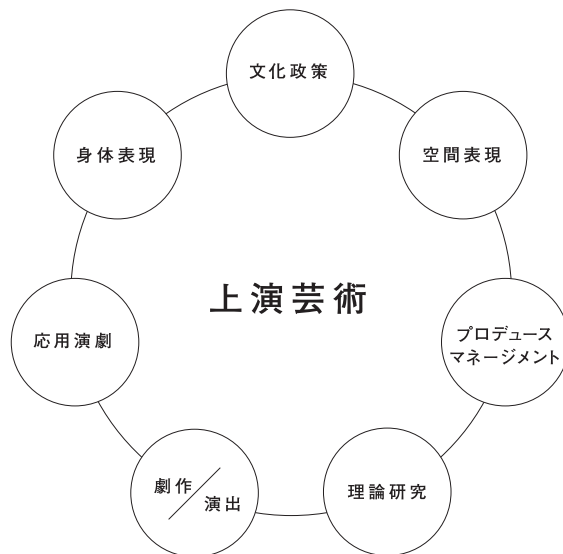 文化政策
身体表現
空間表現
上演芸術
応用演劇
プロデュース
マネージメント
劇作
演出
理論研究